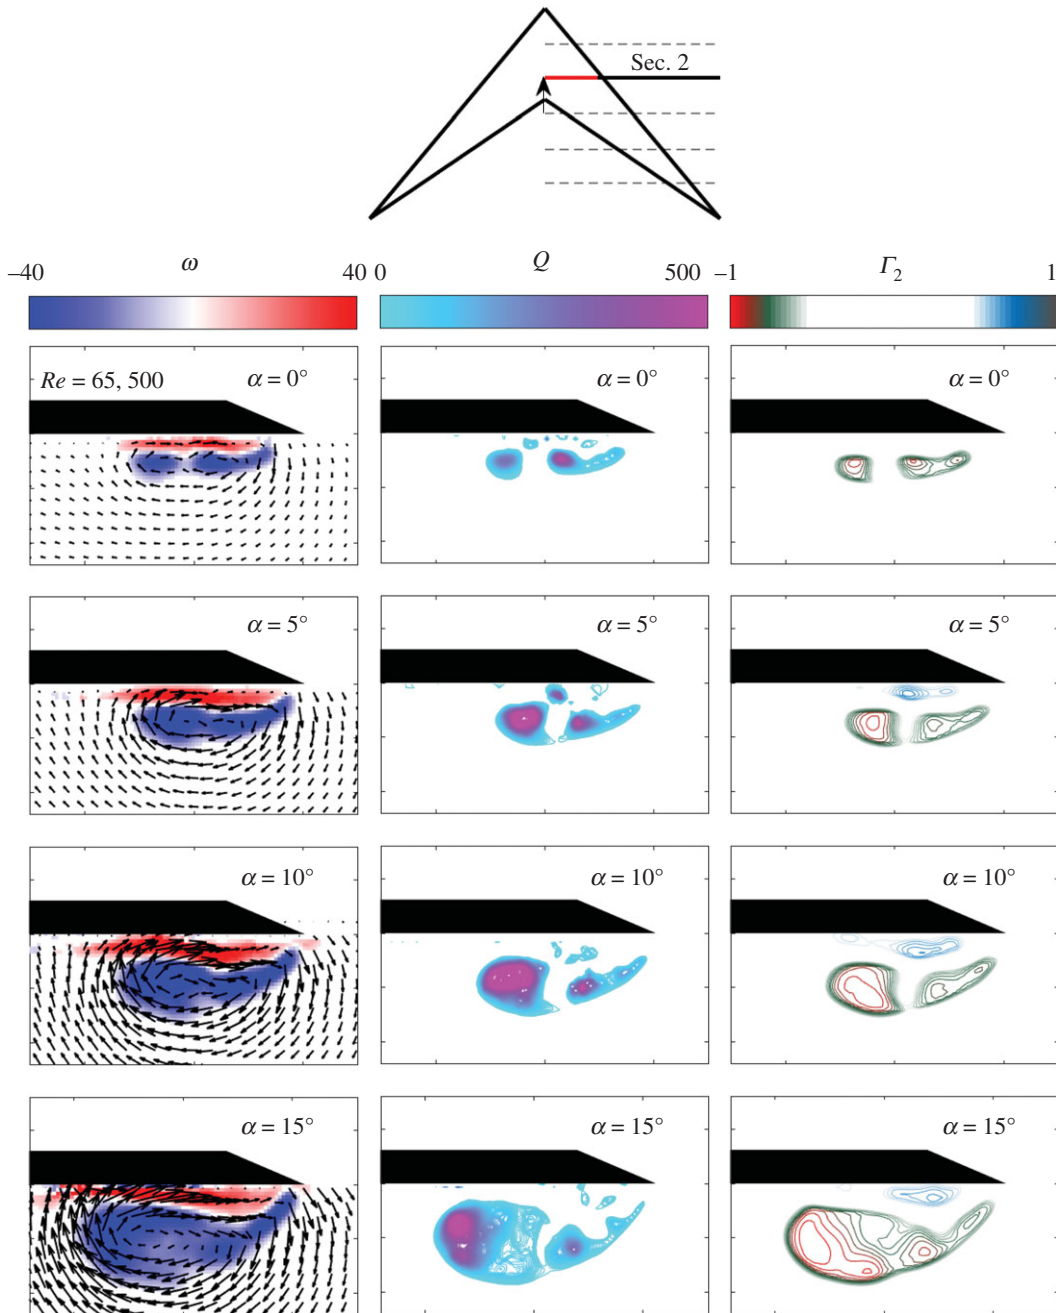 Sec. 2
ω Q Γ2
–40 40 0 500 –1 1
Re = 65, 500 α = 0° α = 0° α = 0°
α = 5° α = 5° α = 5°
α = 10° α = 10° α = 10°
α = 15° α = 15° α = 15°